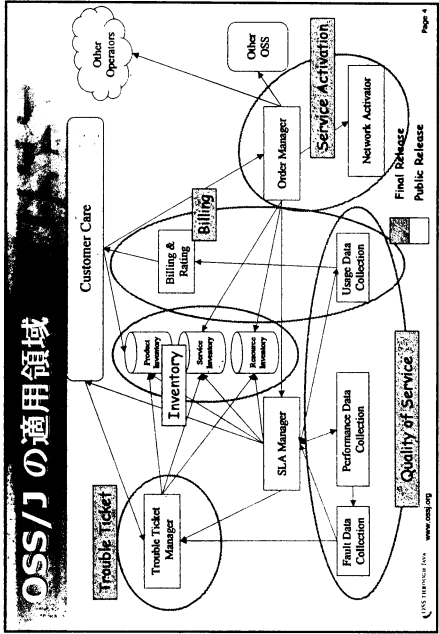 OSS/J の適用領域
Customer Care
Other
Operators
Trouble Ticket
Trouble Ticket
Manager
Product
Inventory
Inventory
Service
Inventory
Resource
Inventory
Billing &
Rating
Billing
Order Manager
Other
OSS
Service Activation
Network Activator
SLA Manager
Fault Data
Collection
Performance Data
Collection
Usage Data
Collection
Quality of Service
Final Release
Public Release
OSS THROUGH JAVA
www.ossj.org
Page 4